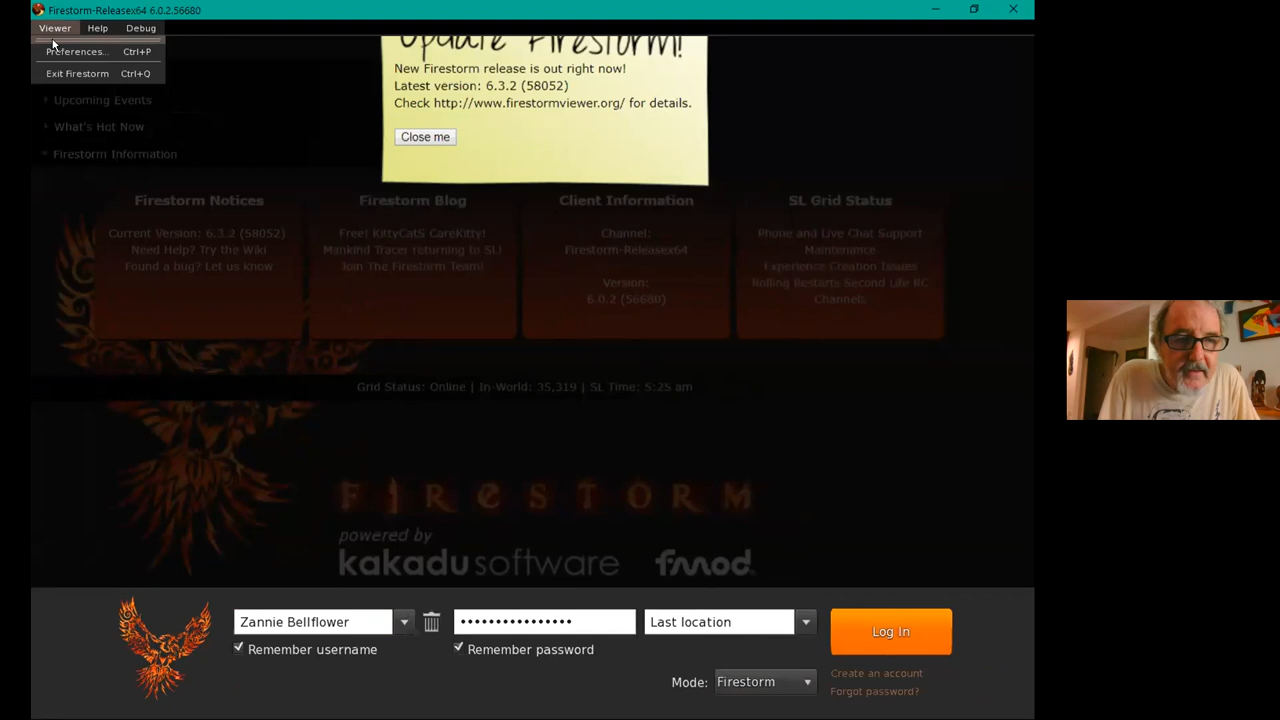 Firestorm-Releasex64 6.0.2.56680
Viewer Help Debug
Preferences... Ctrl+P
Exit Firestorm Ctrl+Q
Upcoming Events
What's Hot Now
Firestorm Information
Update Firestorm!
New Firestorm release is out right now!
Latest version: 6.3.2 (58052)
Check http://www.firestormviewer.org/ for details.
Close me
Firestorm Notices
Current Version: 6.3.2 (58052)
Need Help? Try the Wiki
Found a bug? Let us know
Firestorm Blog
Free! KittyCatS CareKitty!
Mankind Tracer returning to SL!
Join The Firestorm Team!
Client Information
Channel:
Firestorm-Releasex64
Version:
6.0.2 (56680)
SL Grid Status
Phone and Live Chat Support
Maintenance
Experience Creation Issues
Rolling Restarts Second Life RC
Channels
Grid Status: Online | In-World: 35,319 | SL Time: 5:25 am
FIRESTORM
powered by
kakadusoftware fmod
Zannie Bellflower
••••••••••••••••
Last location
Log In
Remember username
Remember password
Mode: Firestorm
Create an account
Forgot password?